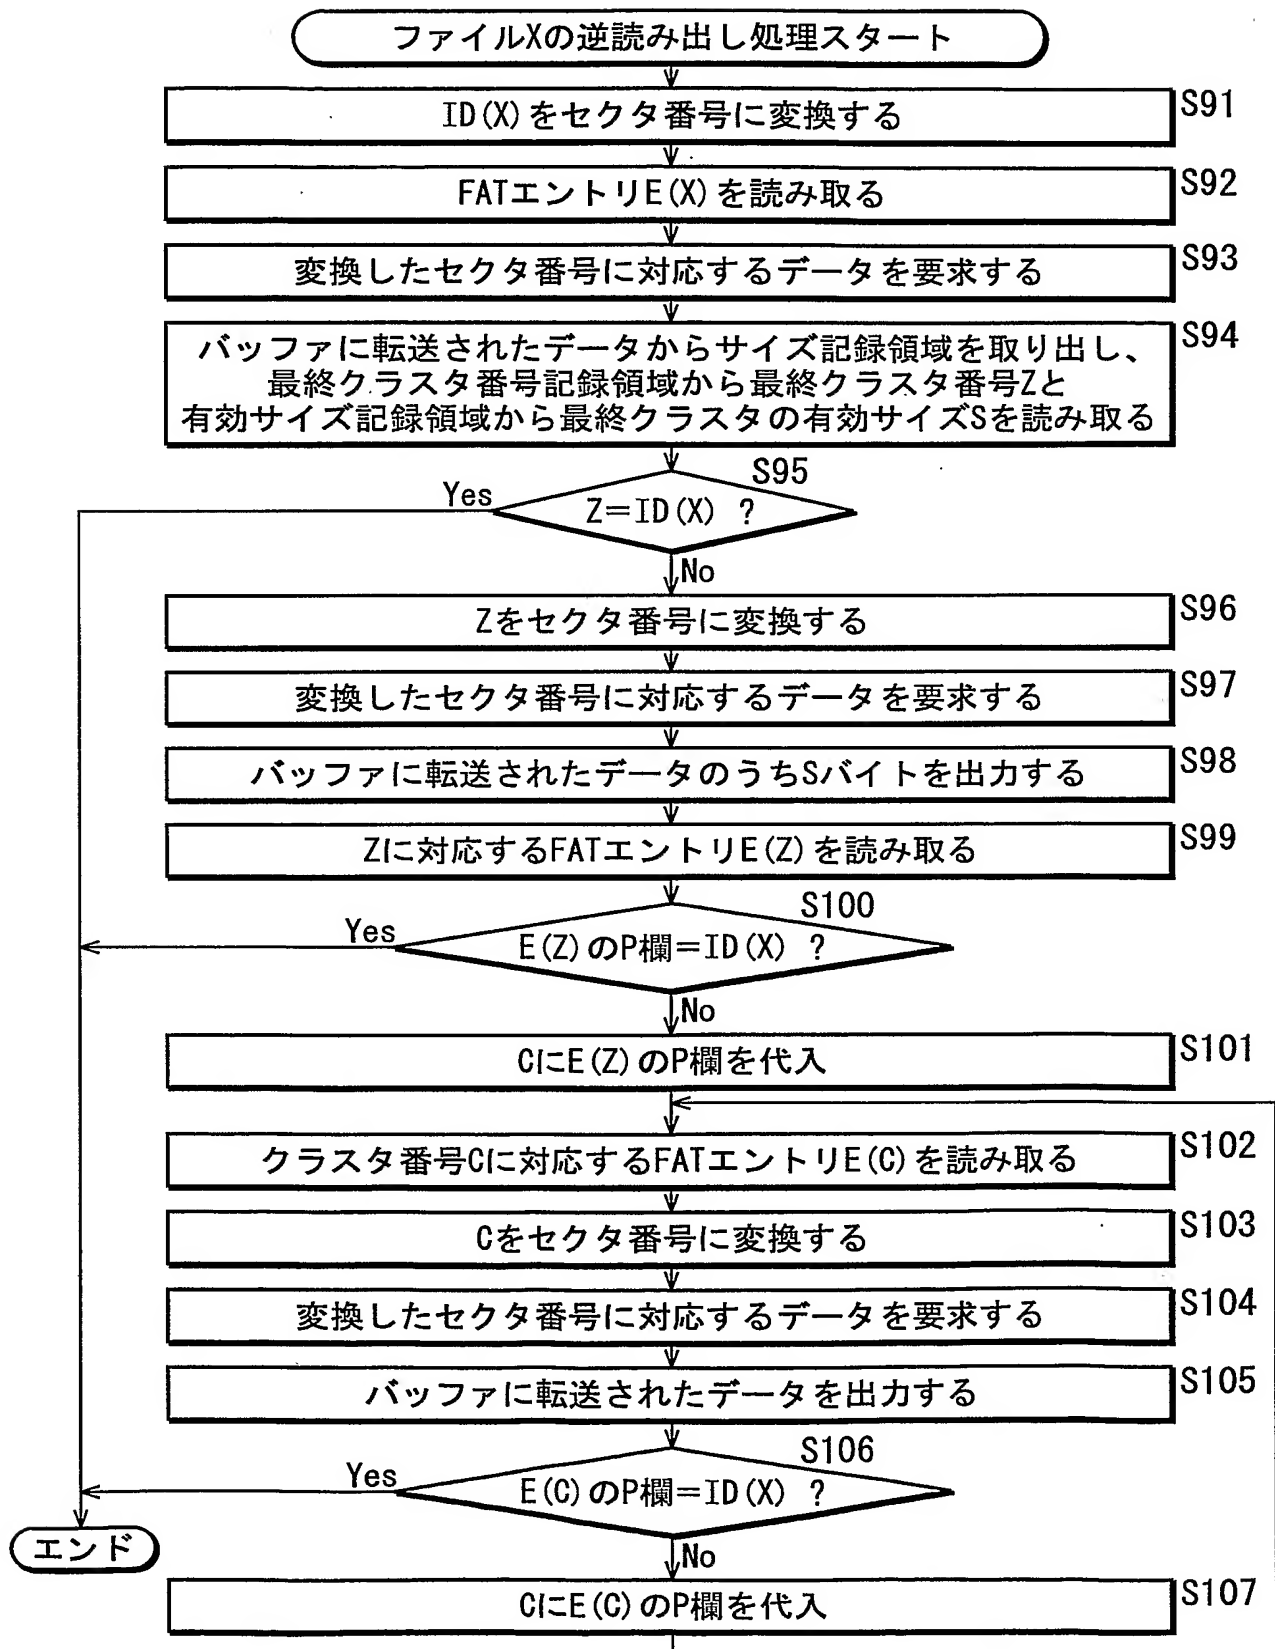 ファイルXの逆読み出し処理スタート
ID(X)をセクタ番号に変換する
S91
FATエントリE(X)を読み取る
S92
変換したセクタ番号に対応するデータを要求する
S93
バッファに転送されたデータからサイズ記録領域を取り出し、
最終クラスタ番号記録領域から最終クラスタ番号Zと
有効サイズ記録領域から最終クラスタの有効サイズSを読み取る
S94
S95
Yes
Z=ID(X) ?
No
Zをセクタ番号に変換する
S96
変換したセクタ番号に対応するデータを要求する
S97
バッファに転送されたデータのうちSバイトを出力する
S98
Zに対応するFATエントリE(Z)を読み取る
S99
S100
Yes
E(Z)のP欄=ID(X) ?
No
CにE(Z)のP欄を代入
S101
クラスタ番号Cに対応するFATエントリE(C)を読み取る
S102
Cをセクタ番号に変換する
S103
変換したセクタ番号に対応するデータを要求する
S104
バッファに転送されたデータを出力する
S105
S106
Yes
E(C)のP欄=ID(X) ?
エンド
No
CにE(C)のP欄を代入
S107